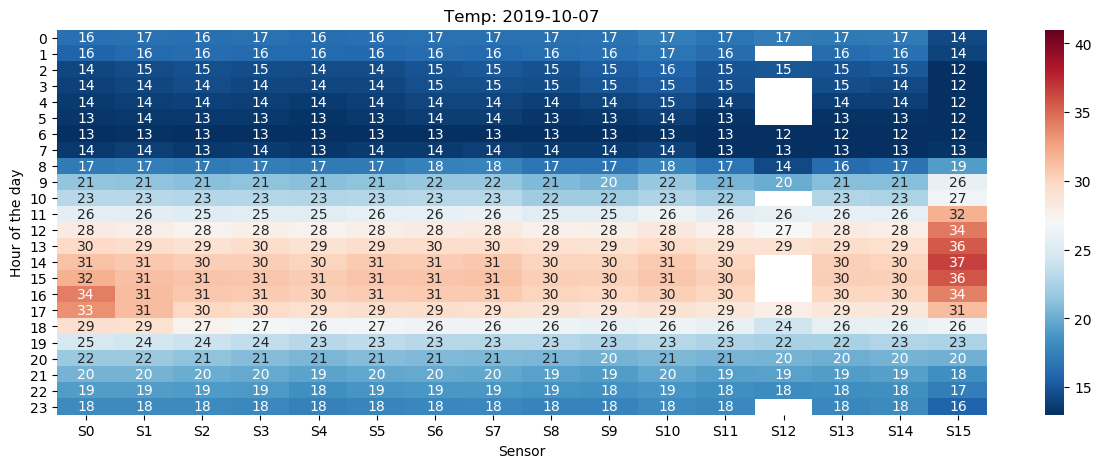 Temp: 2019-10-07
Hour of the day
0 16 17 16 17 16 16 17 17 17 17 17 17 17 17 17 14
1 16 16 16 16 16 16 16 16 16 16 17 16 16 16 14
2 14 15 15 15 14 14 15 15 15 15 16 15 15 15 15 12
3 14 14 14 14 14 14 15 15 15 15 15 15 15 14 12
4 14 14 14 14 14 14 14 14 14 14 15 14 14 14 12
5 13 14 13 13 13 13 14 14 13 13 14 13 13 13 12
6 13 13 13 13 13 13 13 13 13 13 13 13 12 12 12 12
7 14 14 13 14 13 14 14 14 14 14 14 13 13 13 13 13
8 17 17 17 17 17 17 18 18 17 17 18 17 14 16 17 19
9 21 21 21 21 21 21 22 22 21 20 22 21 20 21 21 26
10 23 23 23 23 23 23 23 23 22 22 23 22 23 23 27
11 26 26 25 25 25 26 26 26 25 25 26 26 26 26 26 32
12 28 28 28 28 28 28 28 28 28 28 28 28 27 28 28 34
13 30 29 29 30 29 29 30 30 29 29 30 29 29 29 29 36
14 31 31 30 30 30 31 31 31 30 30 31 30 30 30 37
15 32 31 31 31 31 31 31 31 30 30 31 30 30 30 36
16 34 31 31 31 30 31 31 31 30 30 30 30 30 30 34
17 33 31 30 30 29 29 29 29 29 29 29 29 28 29 29 31
18 29 29 27 27 26 27 26 26 26 26 26 26 24 26 26 26
19 25 24 24 24 23 23 23 23 23 23 23 23 22 22 23 23
20 22 22 21 21 21 21 21 21 21 20 21 21 20 20 20 20
21 20 20 20 20 19 20 20 20 19 19 20 19 19 19 19 18
22 19 19 19 19 18 19 19 19 19 18 19 18 18 18 18 17
23 18 18 18 18 18 18 18 18 18 18 18 18 18 18 16
S0 S1 S2 S3 S4 S5 S6 S7 S8 S9 S10 S11 S12 S13 S14 S15
Sensor
40
35
30
25
20
15